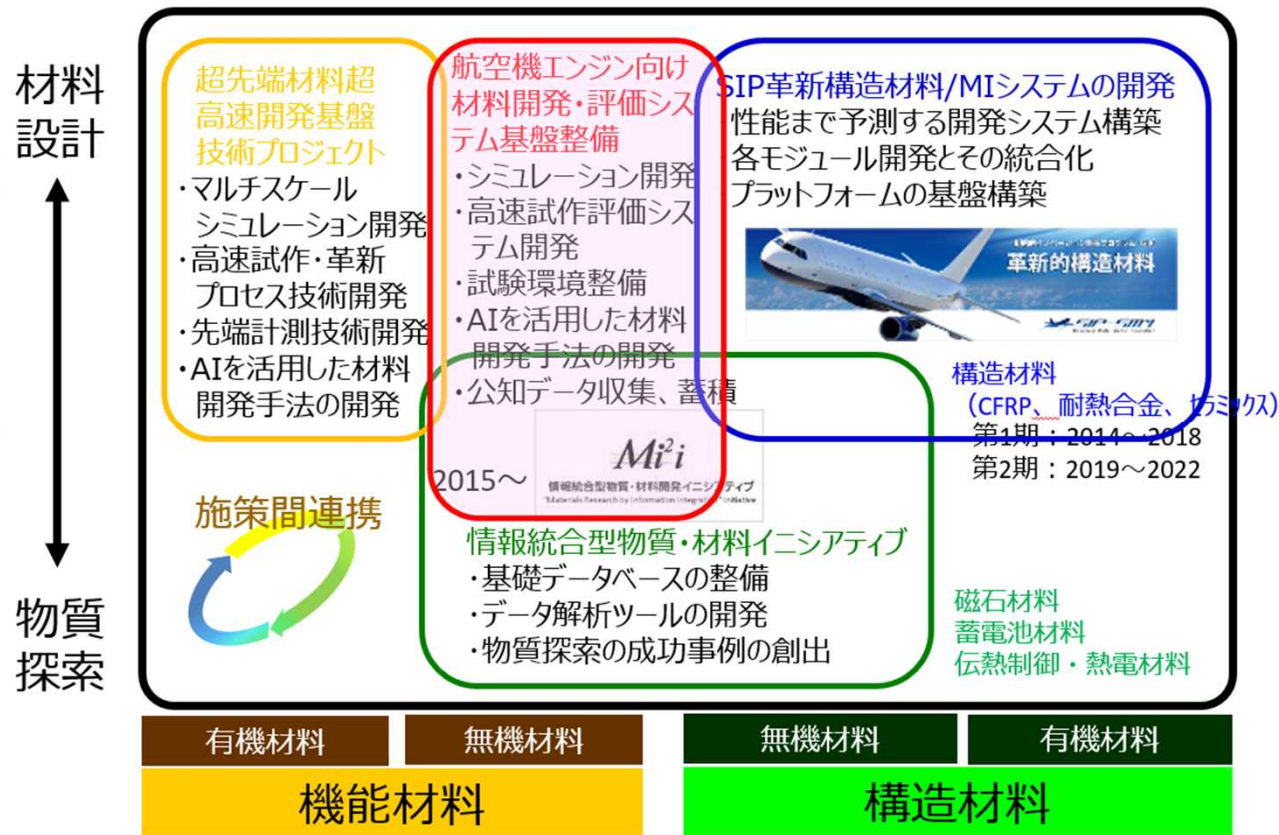 材料
設計
物質
探索
超先端材料超
高速開発基盤
技術プロジェクト
・マルチスケール
シミュレーション開発
・高速試作・革新
プロセス技術開発
・先端計測技術開発
・AIを活用した材料
開発手法の開発
施策間連携
航空機エンジン向け
材料開発・評価シス
テム基盤整備
・シミュレーション開発
・高速試作評価シス
テム開発
・試験環境整備
・AIを活用した材料
開発手法の開発
・公知データ収集、蓄積
2015～
Mi²i
情報統合型物質・材料開発イニシアティブ
"Materials Research by Information Integration" Initiative
情報統合型物質・材料イニシアティブ
・基礎データベースの整備
・データ解析ツールの開発
・物質探索の成功事例の創出
SIP革新構造材料/MIシステムの開発
性能まで予測する開発システム構築
各モジュール開発とその統合化
プラットフォームの基盤構築
革新的構造材料
SIP-SM4I
構造材料
（CFRP、耐熱合金、セラミックス）
第1期：2014～2018
第2期：2019～2022
磁石材料
蓄電池材料
伝熱制御・熱電材料
有機材料
無機材料
無機材料
有機材料
機能材料
構造材料